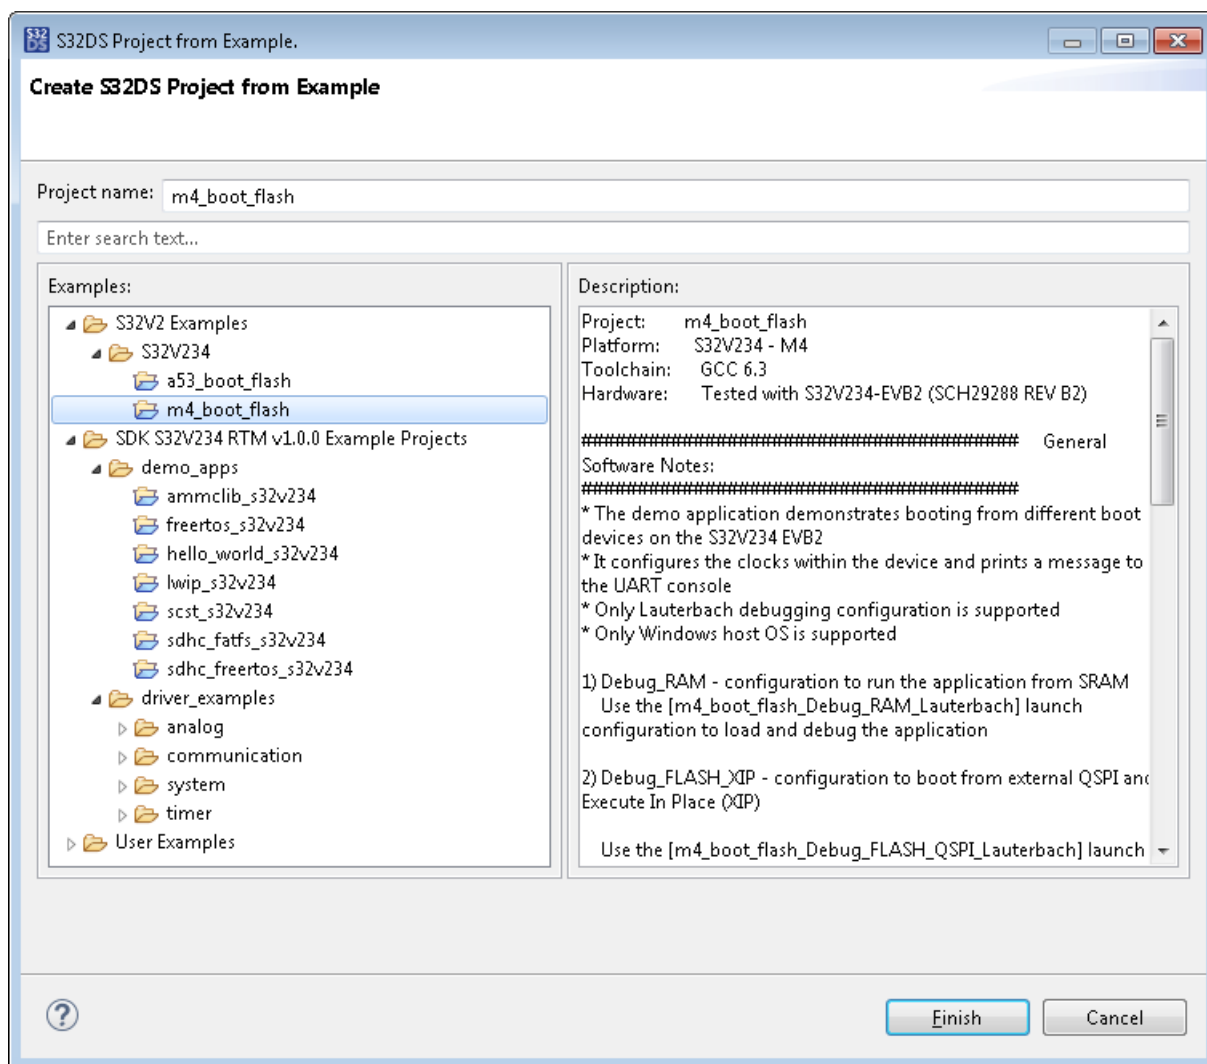 S32DS Project from Example.
Create S32DS Project from Example
Project name: m4_boot_flash
Enter search text...
Examples:
S32V2 Examples
S32V234
a53_boot_flash
m4_boot_flash
SDK S32V234 RTM v1.0.0 Example Projects
demo_apps
ammclib_s32v234
freertos_s32v234
hello_world_s32v234
lwip_s32v234
scst_s32v234
sdhc_fatfs_s32v234
sdhc_freertos_s32v234
driver_examples
analog
communication
system
timer
User Examples
Description:
Project: m4_boot_flash
Platform: S32V234 - M4
Toolchain: GCC 6.3
Hardware: Tested with S32V234-EVB2 (SCH29288 REV B2)
########################################### General
Software Notes:
###########################################
* The demo application demonstrates booting from different boot
devices on the S32V234 EVB2
* It configures the clocks within the device and prints a message to
the UART console
* Only Lauterbach debugging configuration is supported
* Only Windows host OS is supported
1) Debug_RAM - configuration to run the application from SRAM
Use the [m4_boot_flash_Debug_RAM_Lauterbach] launch
configuration to load and debug the application
2) Debug_FLASH_XIP - configuration to boot from external QSPI and
Execute In Place (XIP)
Use the [m4_boot_flash_Debug_FLASH_QSPI_Lauterbach] launch
Finish
Cancel